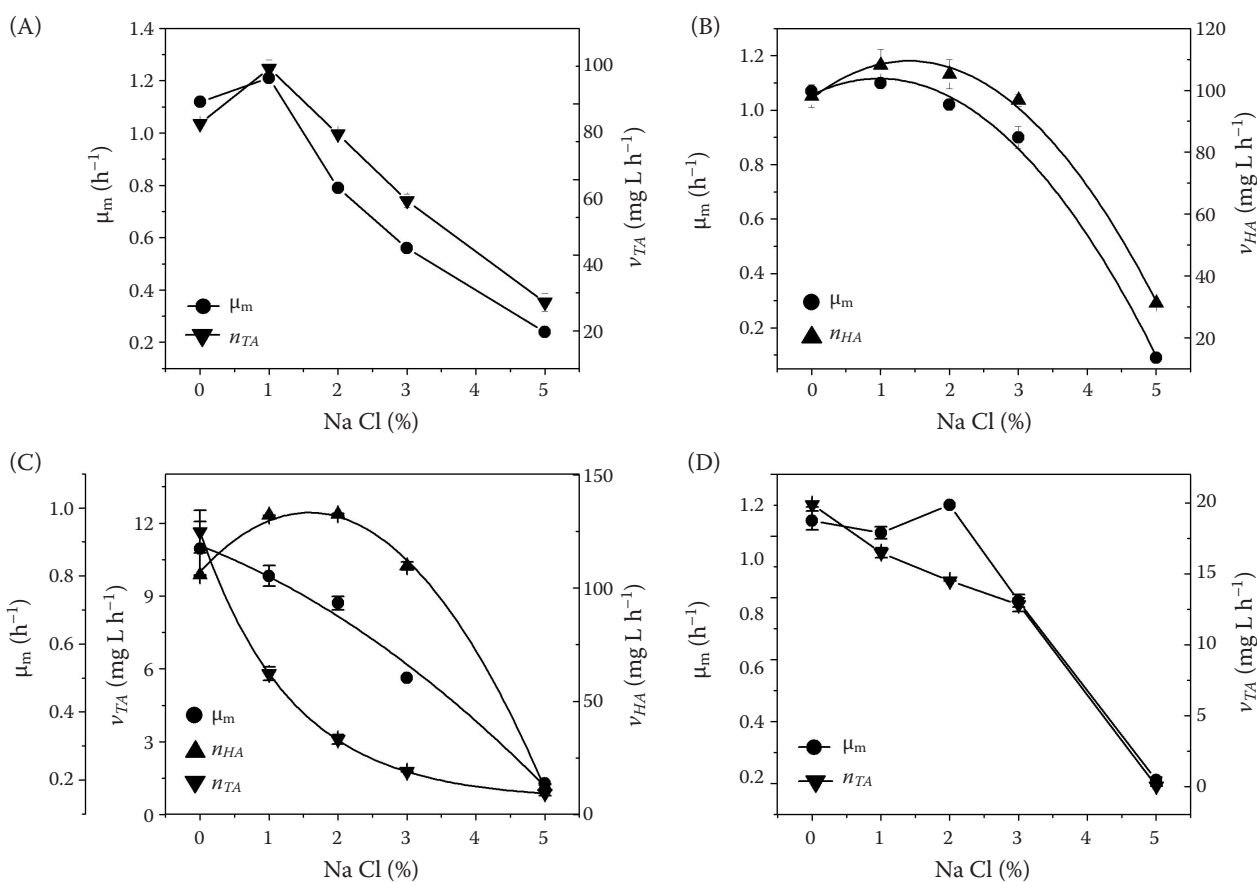 (A)
1.4
1.2
1.0
0.8
0.6
0.4
0.2
μm (h−1)
100
80
60
40
20
vTA (mg L h−1)
μm
nTA
0 1 2 3 4 5
Na Cl (%)
(B)
1.2
1.0
0.8
0.6
0.4
0.2
μm (h−1)
120
100
80
60
40
20
vHA (mg L h−1)
μm
nHA
0 1 2 3 4 5
Na Cl (%)
(C)
1.0
0.8
0.6
0.4
0.2
μm (h−1)
12
9
6
3
0
vTA (mg L h−1)
150
100
50
0
vHA (mg L h−1)
μm
nHA
nTA
0 1 2 3 4 5
Na Cl (%)
(D)
1.2
1.0
0.8
0.6
0.4
0.2
μm (h−1)
20
15
10
5
0
vTA (mg L h−1)
μm
nTA
0 1 2 3 4 5
Na Cl (%)